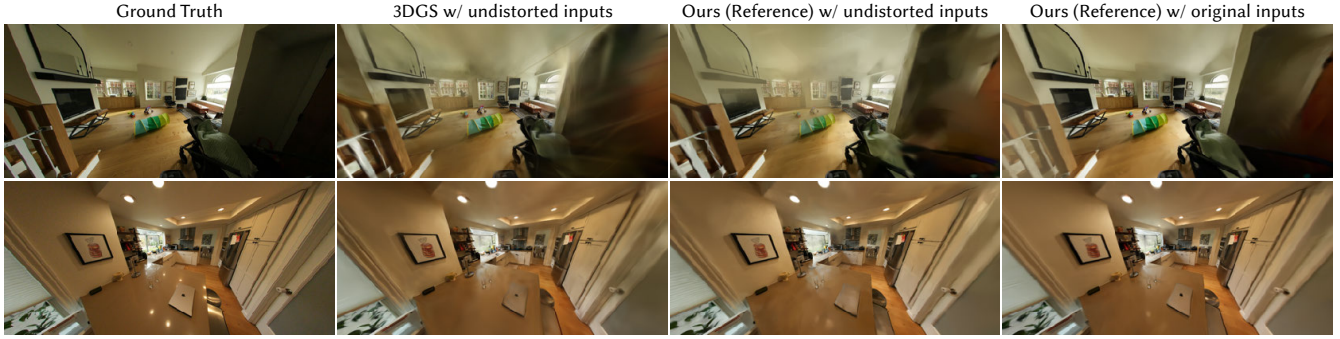 Ground Truth
3DGS w/ undistorted inputs
Ours (Reference) w/ undistorted inputs
Ours (Reference) w/ original inputs